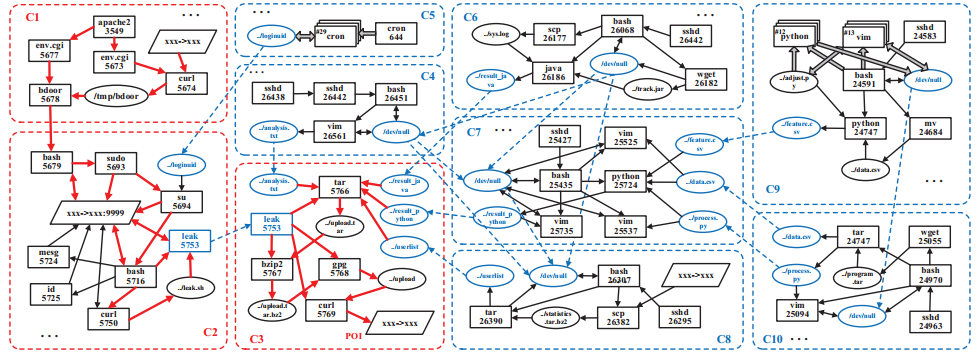 C1
apache2
3549
...
env.cgi
5677
xxx->xxx
env.cgi
5673
curl
5674
bdoor
5678
/tmp/bdoor
bash
5679
sudo
5693
../loginuid
su
5694
xxx->xxx:9999
leak
5753
mesg
5724
bash
5716
id
5725
../leak.sh
curl
5750
...
C2
C5
...
../loginuid
#29
cron
cron
644
...
C4
sshd
26438
sshd
26442
bash
26451
../analysis.
txt
vim
26561
/dev/null
../analysis.
txt
tar
5766
../result_ja
va
leak
5753
../upload.t
ar
../result_p
ython
../userlist
bzip2
5767
gpg
5768
../upload
../upload.t
ar.bz2
curl
5769
xxx->xxx
C3
POI
C6
...
../sys.log
scp
26177
bash
26068
sshd
26442
../result_ja
va
java
26186
/dev/null
wget
26182
../track.jar
C7
...
sshd
25427
vim
25525
../feature.c
sv
/dev/null
bash
25435
python
25724
../data.csv
../result_p
ython
vim
25735
vim
25537
../process.
py
../userlist
/dev/null
bash
26307
xxx->xxx
tar
26390
../statistics
.tar.bz2
scp
26382
sshd
26295
...
C8
#12
python
#13
vim
sshd
24583
../adjust.p
y
bash
24591
/dev/null
../feature.c
sv
python
24747
mv
24684
../data.csv
C9
...
../data.csv
tar
24747
wget
25055
../process.
py
../program
.tar
bash
24970
vim
25094
/dev/null
sshd
24963
C10
...